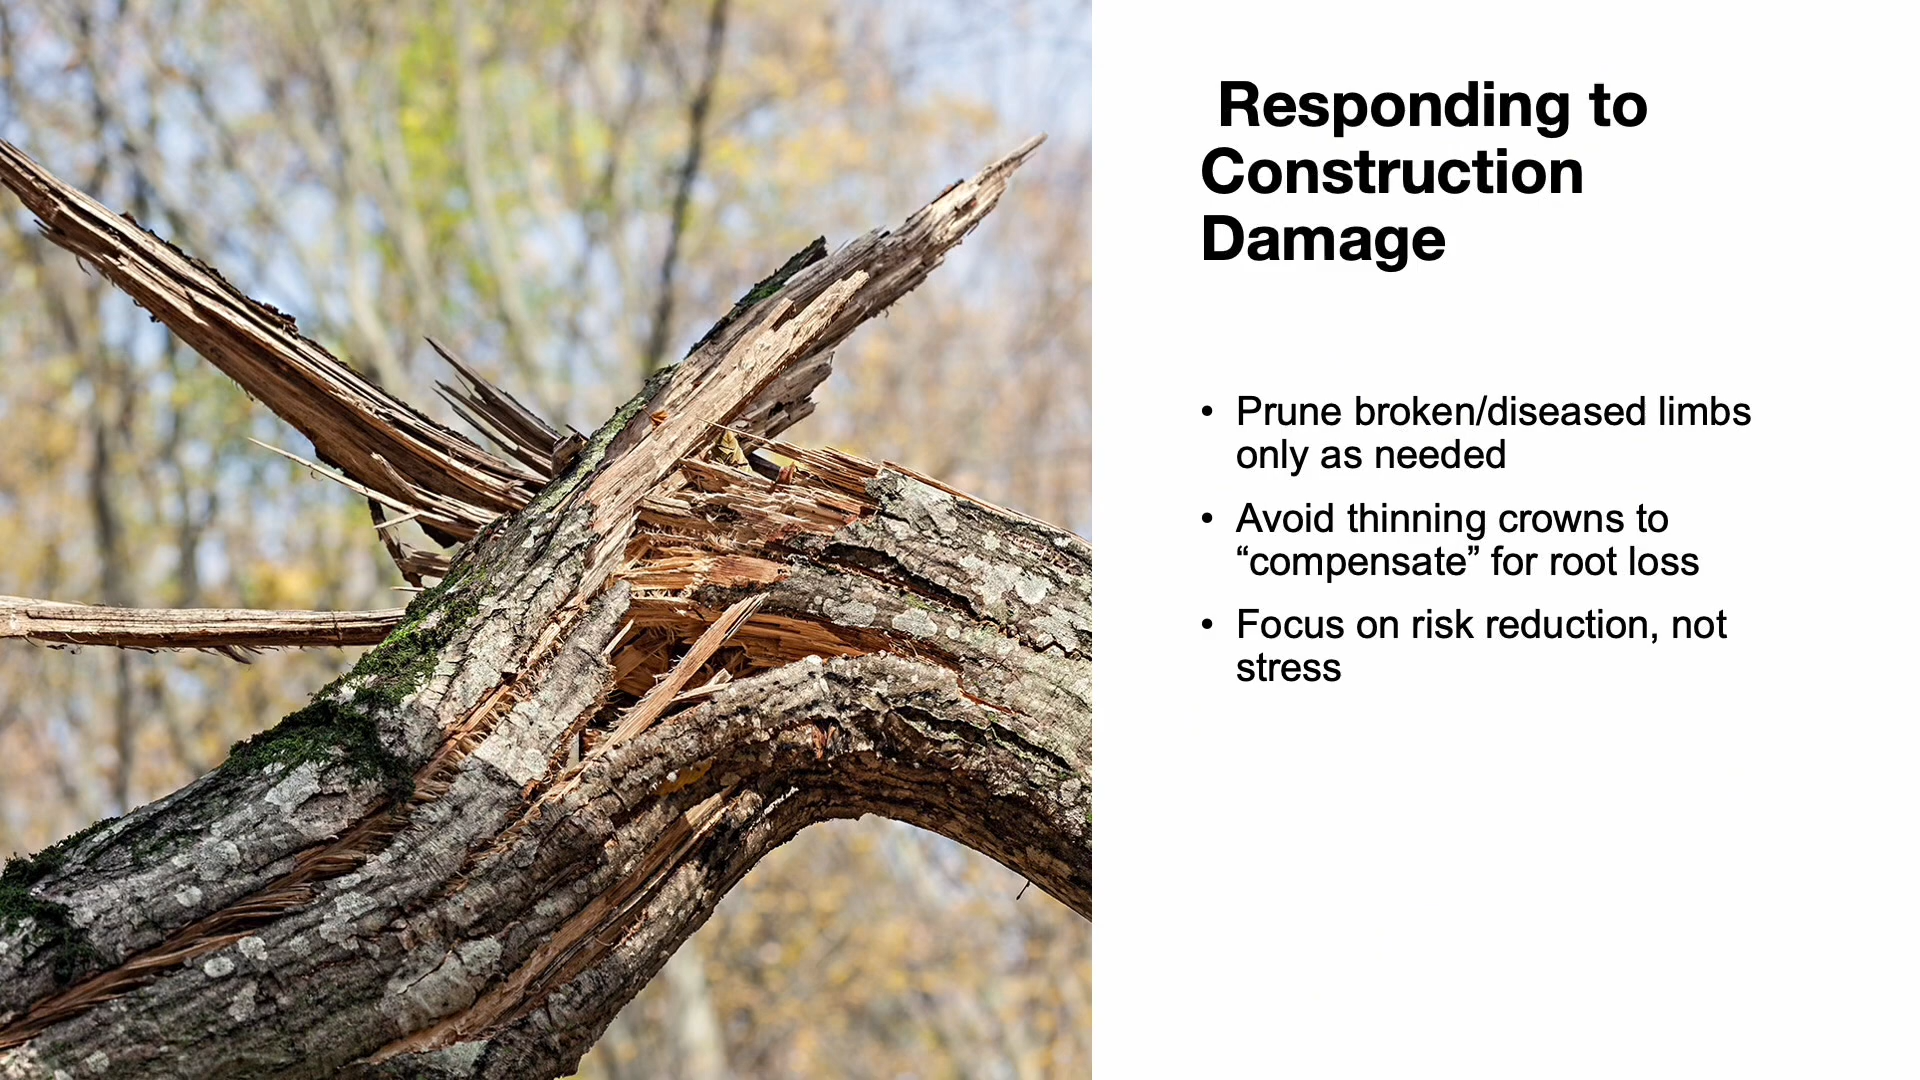 Responding to
Construction
Damage
• Prune broken/diseased limbs
only as needed
• Avoid thinning crowns to
“compensate” for root loss
• Focus on risk reduction, not
stress